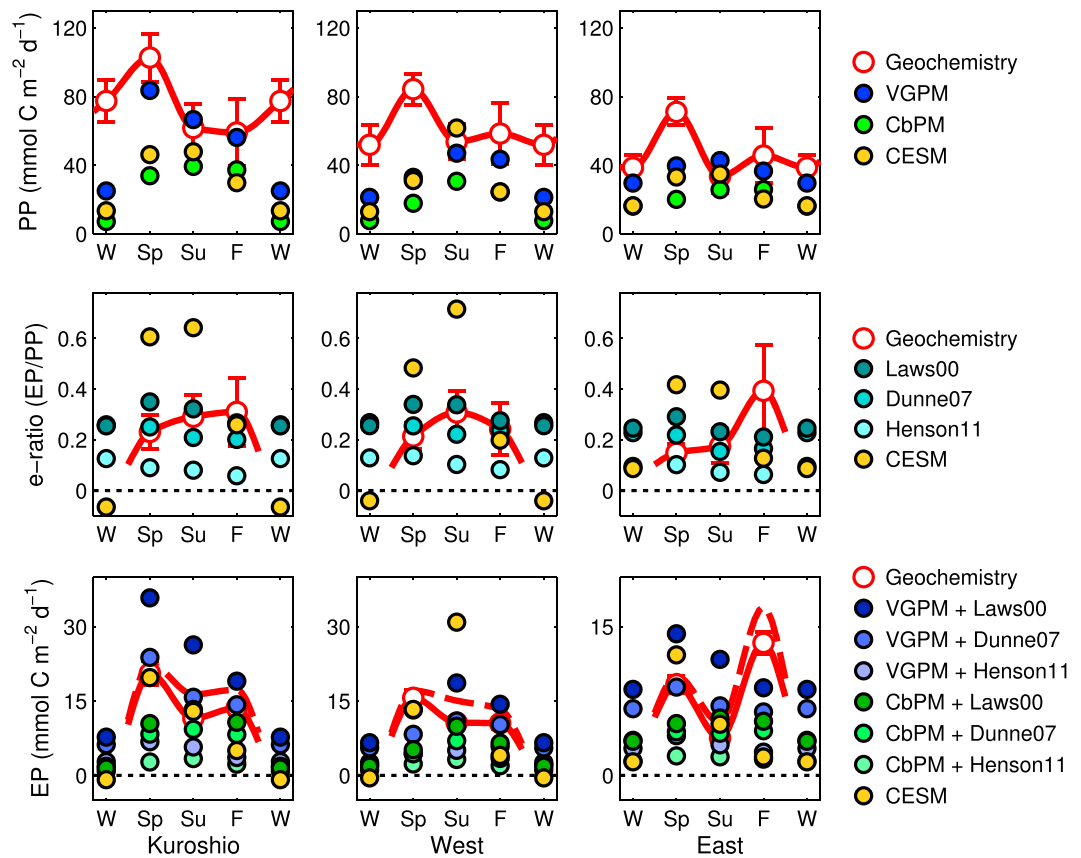 PP (mmol C m⁻² d⁻¹)
120
80
40
0
W Sp Su F W
120
80
40
0
W Sp Su F W
120
80
40
0
W Sp Su F W
Geochemistry
VGPM
CbPM
CESM
e−ratio (EP/PP)
0.6
0.4
0.2
0
W Sp Su F W
0.6
0.4
0.2
0
W Sp Su F W
0.6
0.4
0.2
0
W Sp Su F W
Geochemistry
Laws00
Dunne07
Henson11
CESM
EP (mmol C m⁻² d⁻¹)
30
15
0
W Sp Su F W
Kuroshio
30
15
0
W Sp Su F W
West
15
0
W Sp Su F W
East
Geochemistry
VGPM + Laws00
VGPM + Dunne07
VGPM + Henson11
CbPM + Laws00
CbPM + Dunne07
CbPM + Henson11
CESM